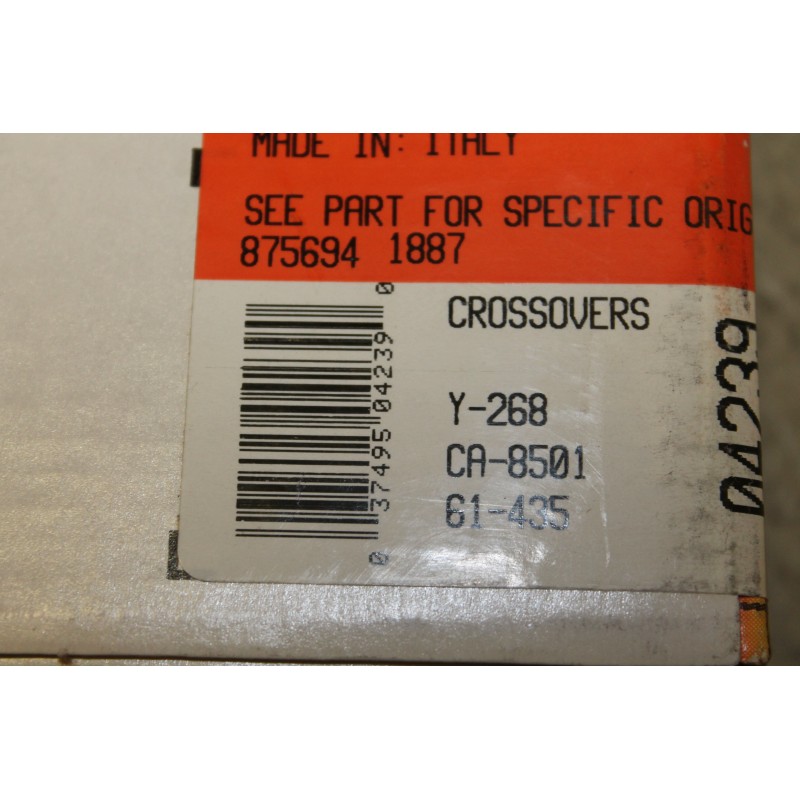 MADE IN: ITALY
SEE PART FOR SPECIFIC ORIG
875694 1887
CROSSOVERS
Y-268
CA-8501
61-435
0 37495 04239 0
04239